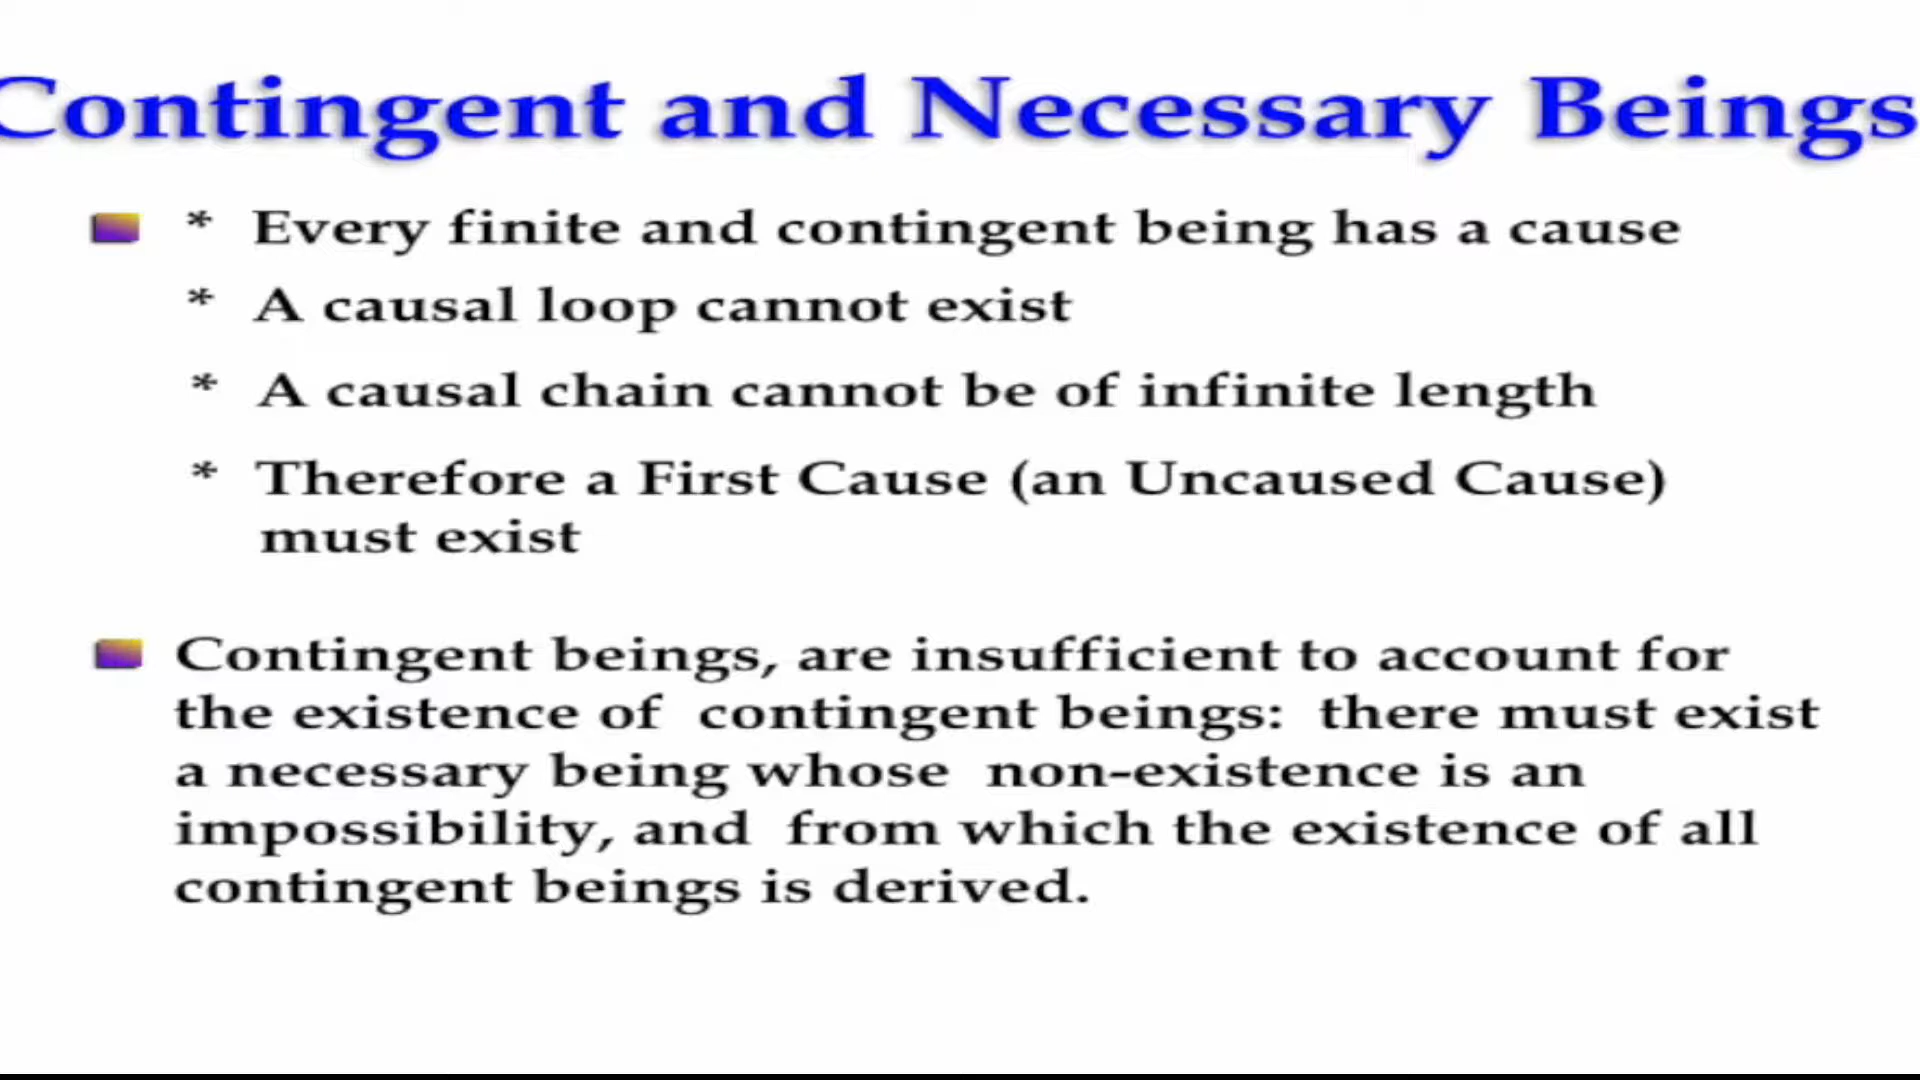 Contingent and Necessary Beings
* Every finite and contingent being has a cause
* A causal loop cannot exist
* A causal chain cannot be of infinite length
* Therefore a First Cause (an Uncaused Cause)
must exist
Contingent beings, are insufficient to account for
the existence of contingent beings: there must exist
a necessary being whose non-existence is an
impossibility, and from which the existence of all
contingent beings is derived.